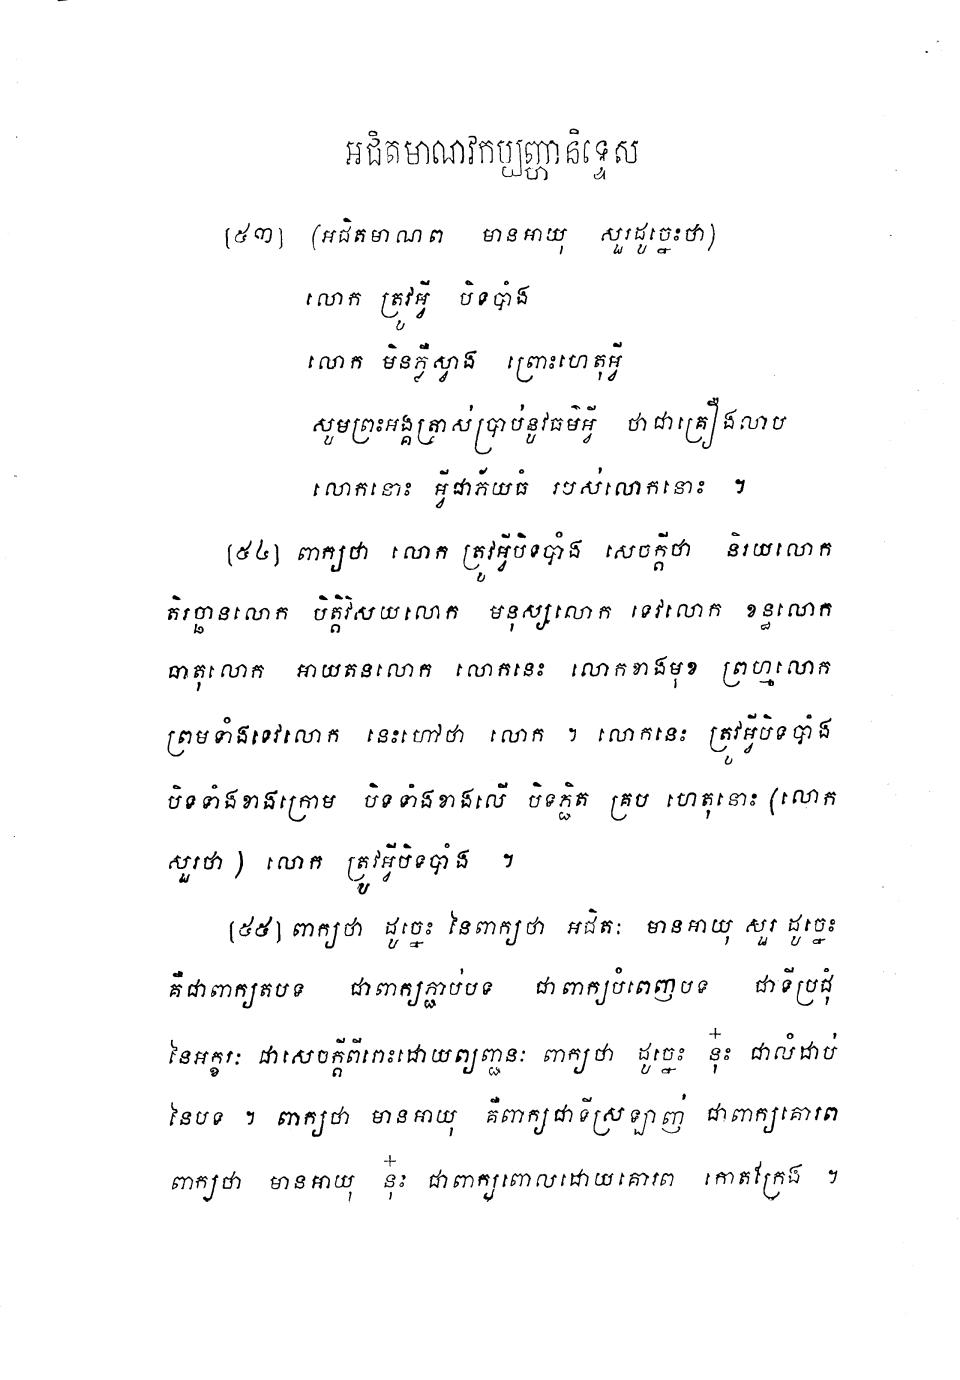 អជិតមាណវកប្បញ្ហានិទ្ទេស
[៥៣] (អជិតមាណព មានអាយុ សួរដូច្នេះថា)
លោក ត្រូវអ្វី បិទបាំង
លោក មិនភ្លឺស្វាង ព្រោះហេតុអ្វី
សូមព្រះអង្គត្រាស់ប្រាប់នូវធម៌អ្វី ថាជាគ្រឿងលាប
លោកនោះ អ្វីជាភ័យធំ របស់លោកនោះ ។
[៥៤] ពាក្យថា លោក ត្រូវអ្វីបិទបាំង សេចក្តីថា និរយលោក
តិរច្ឆានលោក បិត្តិវិសយលោក មនុស្សលោក ទេវលោក ខន្ធលោក
ធាតុលោក អាយតនលោក លោកនេះ លោកខាងមុខ ព្រហ្មលោក
ព្រមទាំងទេវលោក នេះហៅថា លោក ។ លោកនេះ ត្រូវអ្វីបិទបាំង
បិទទាំងខាងក្រោម បិទទាំងខាងលើ បិទភ្ជិត គ្រប ហេតុនោះ (លោក
សួរថា ) លោក ត្រូវអ្វីបិទបាំង ។
[៥៥] ពាក្យថា ដូច្នេះ នៃពាក្យថា អជិតៈ មានអាយុ សួរ ដូច្នេះ
គឺជាពាក្យតបទ ជាពាក្យភ្ជាប់បទ ជាពាក្យបំពេញបទ ជាទីប្រជុំ
នៃអក្ខរៈ ជាសេចក្តីពីរោះដោយព្យញ្ជនៈ ពាក្យថា ដូច្នេះ នុ៎ះ ជាលំដាប់
នៃបទ ។ ពាក្យថា មានអាយុ គឺពាក្យជាទីស្រឡាញ់ ជាពាក្យគោរព
ពាក្យថា មានអាយុ នុ៎ះ ជាពាក្យពោលដោយគោរព កោតក្រែង ។